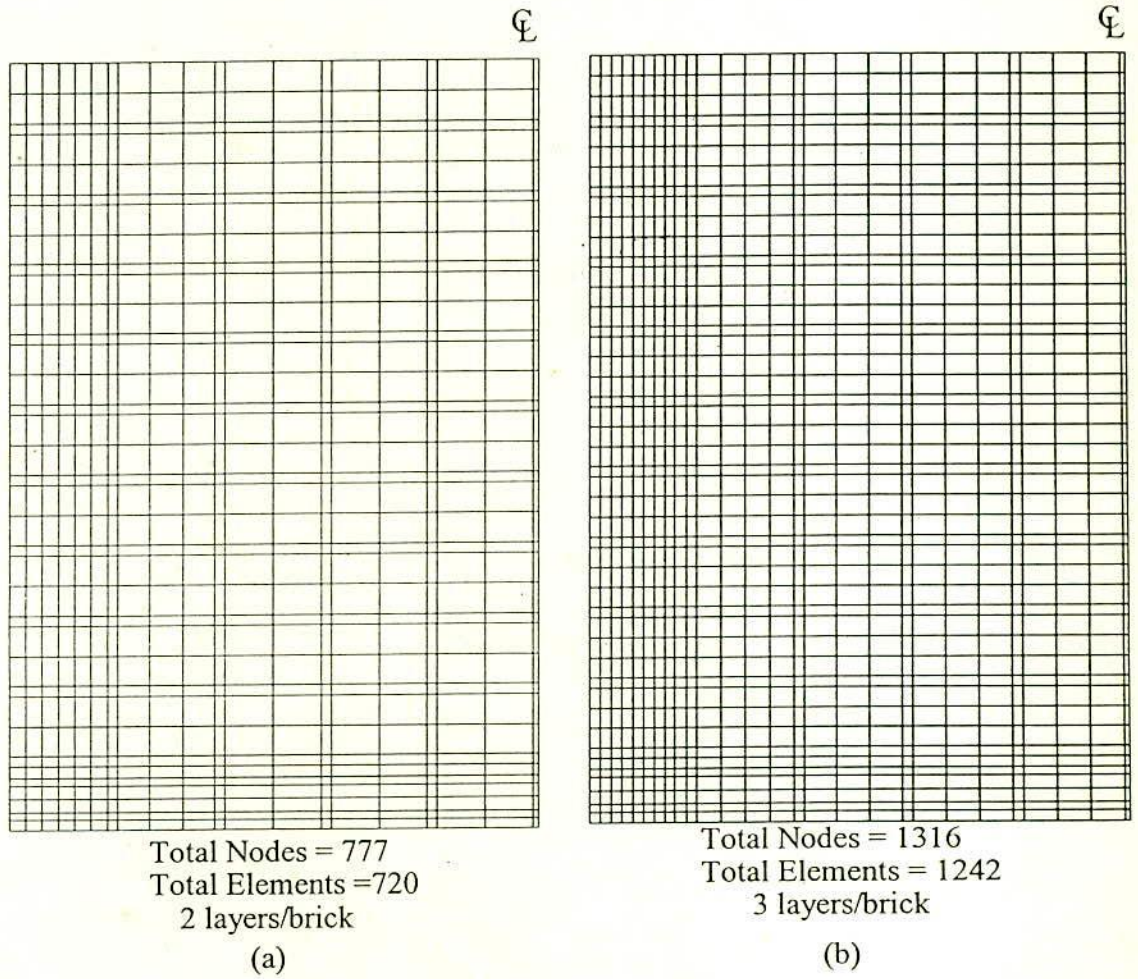 ℄
Total Nodes = 777
Total Elements =720
2 layers/brick
(a)
℄
Total Nodes = 1316
Total Elements = 1242
3 layers/brick
(b)